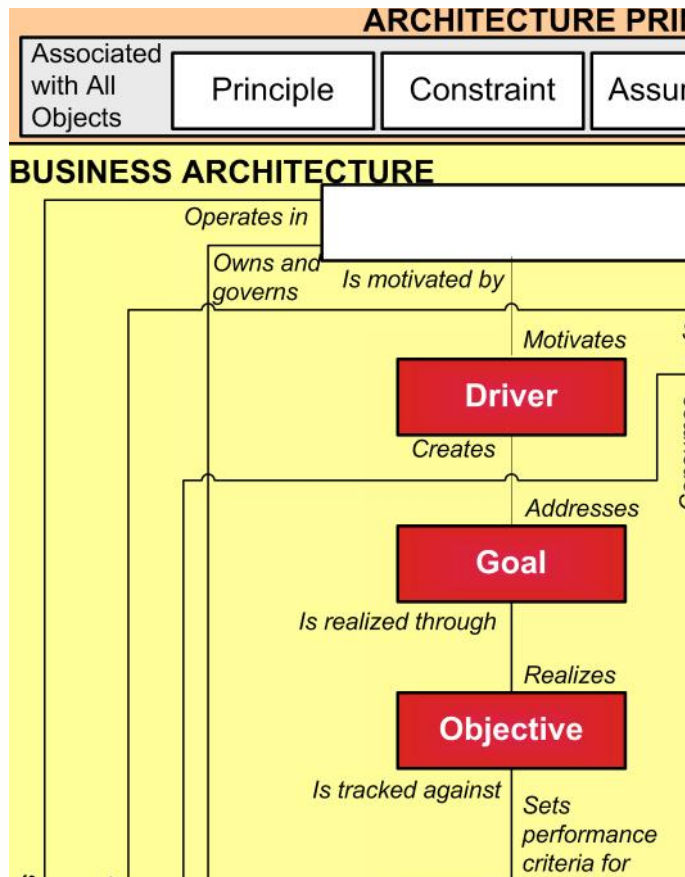 ARCHITECTURE PRI
Associated
with All
Objects
Principle
Constraint
Assu
BUSINESS ARCHITECTURE
Operates in
Owns and
governs
Is motivated by
Motivates
Driver
Creates
Addresses
Goal
Is realized through
Realizes
Objective
Is tracked against
Sets
performance
criteria for